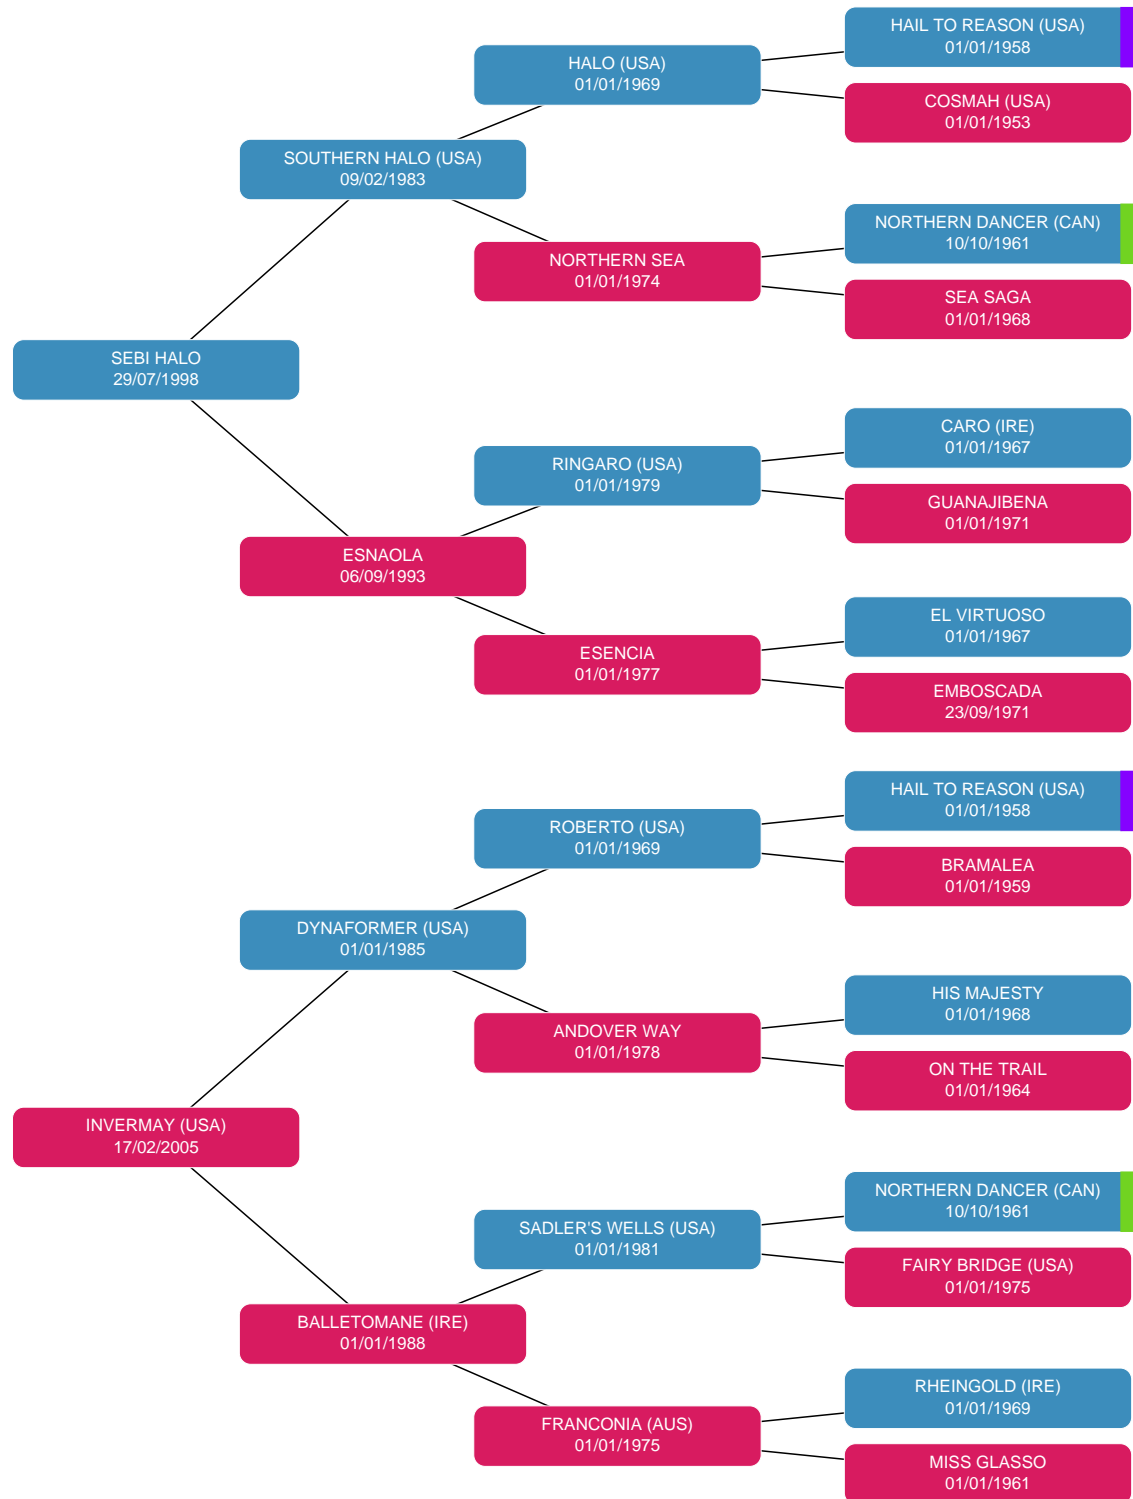 HAIL TO REASON (USA)
01/01/1958
HALO (USA)
01/01/1969
COSMAH (USA)
01/01/1953
SOUTHERN HALO (USA)
09/02/1983
NORTHERN DANCER (CAN)
10/10/1961
NORTHERN SEA
01/01/1974
SEA SAGA
01/01/1968
SEBI HALO
29/07/1998
CARO (IRE)
01/01/1967
RINGARO (USA)
01/01/1979
GUANAJIBENA
01/01/1971
ESNAOLA
06/09/1993
EL VIRTUOSO
01/01/1967
ESENCIA
01/01/1977
EMBOSCADA
23/09/1971
HAIL TO REASON (USA)
01/01/1958
ROBERTO (USA)
01/01/1969
BRAMALEA
01/01/1959
DYNAFORMER (USA)
01/01/1985
HIS MAJESTY
01/01/1968
ANDOVER WAY
01/01/1978
ON THE TRAIL
01/01/1964
INVERMAY (USA)
17/02/2005
NORTHERN DANCER (CAN)
10/10/1961
SADLER'S WELLS (USA)
01/01/1981
FAIRY BRIDGE (USA)
01/01/1975
BALLETOMANE (IRE)
01/01/1988
RHEINGOLD (IRE)
01/01/1969
FRANCONIA (AUS)
01/01/1975
MISS GLASSO
01/01/1961